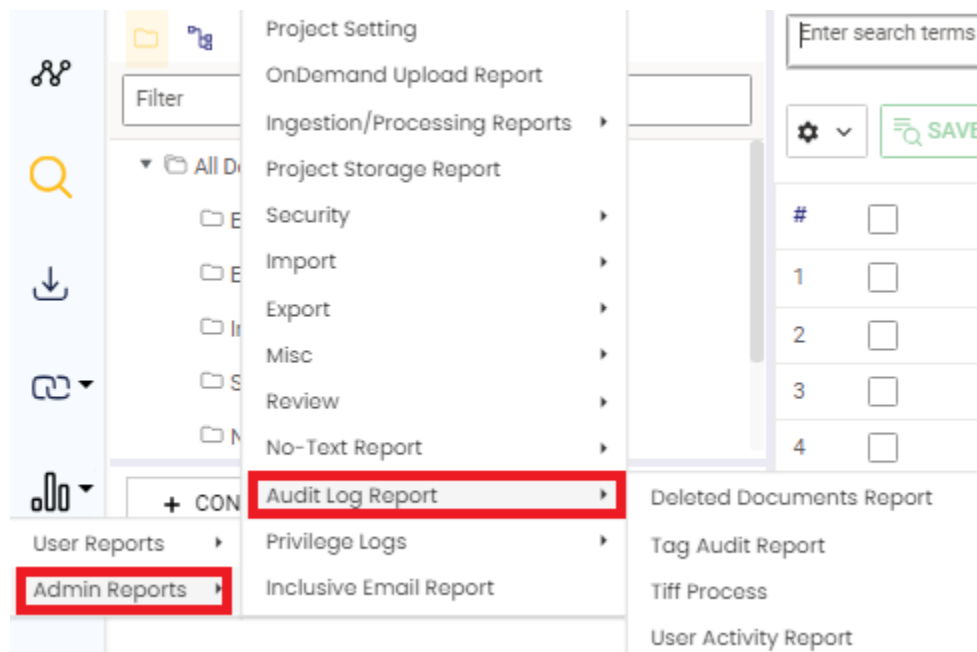 Project Setting
OnDemand Upload Report
Ingestion/Processing Reports
Project Storage Report
Security
Import
Export
Misc
Review
No-Text Report
Audit Log Report
Privilege Logs
Inclusive Email Report
Filter
All D
E
E
I
S
N
+ CON
User Reports
Admin Reports
Deleted Documents Report
Tag Audit Report
Tiff Process
User Activity Report
Enter search terms
SAVE
#
1
2
3
4